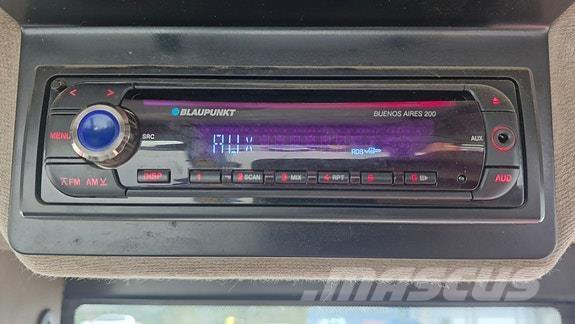 < >
BLAUPUNKT
BUENOS AIRES 200
MENU
SRC
AUX
AUX
RDS
FM AM
DISP
1
2 SCAN
3 MIX
4 RPT
5
6
AUD
MASCUS